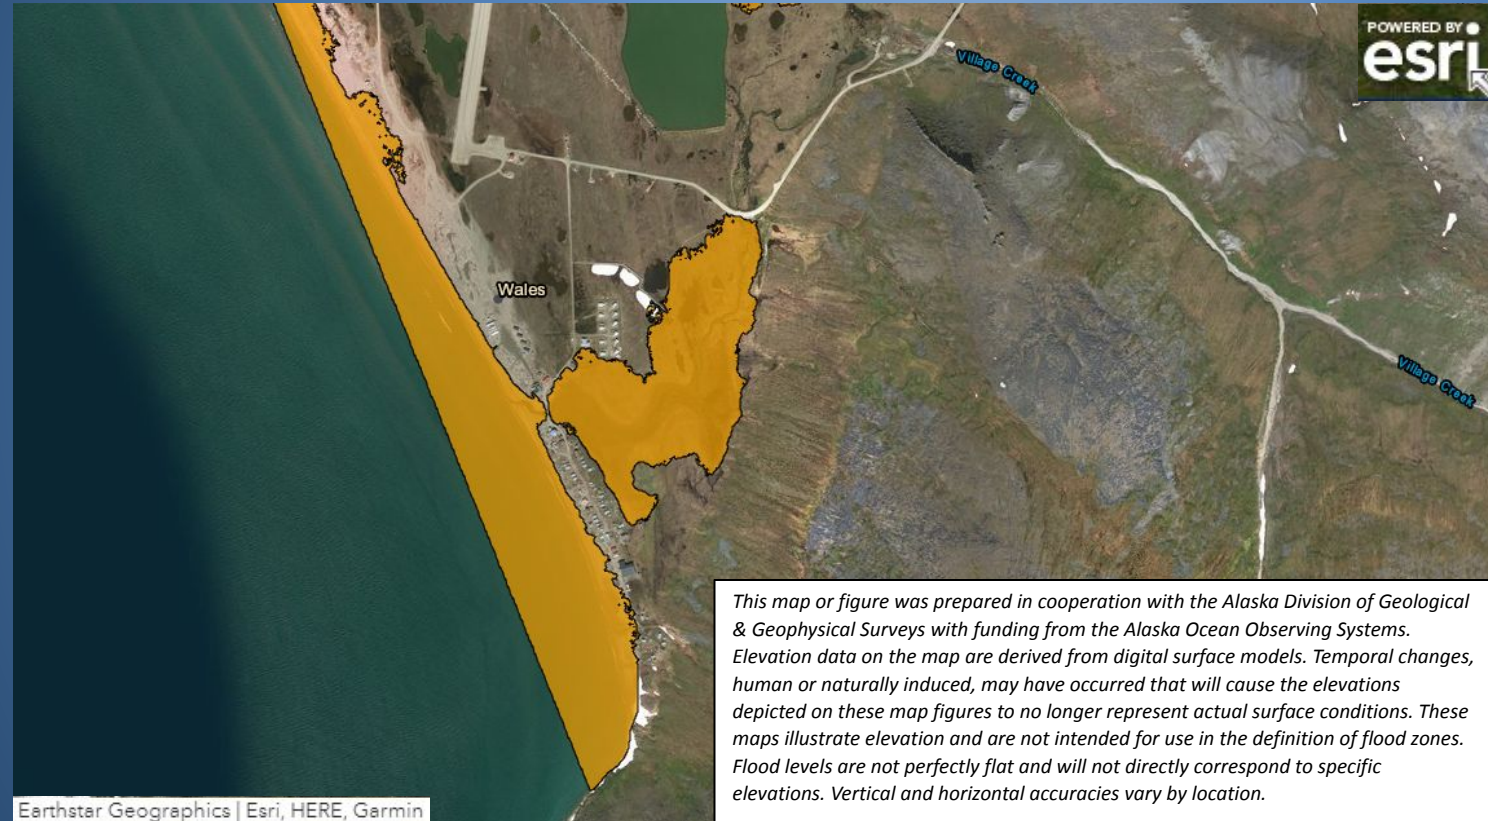 POWERED BY
esri
Village Creek
Wales
Village Creek
This map or figure was prepared in cooperation with the Alaska Division of Geological
& Geophysical Surveys with funding from the Alaska Ocean Observing Systems.
Elevation data on the map are derived from digital surface models. Temporal changes,
human or naturally induced, may have occurred that will cause the elevations
depicted on these map figures to no longer represent actual surface conditions. These
maps illustrate elevation and are not intended for use in the definition of flood zones.
Flood levels are not perfectly flat and will not directly correspond to specific
elevations. Vertical and horizontal accuracies vary by location.
Earthstar Geographics | Esri, HERE, Garmin